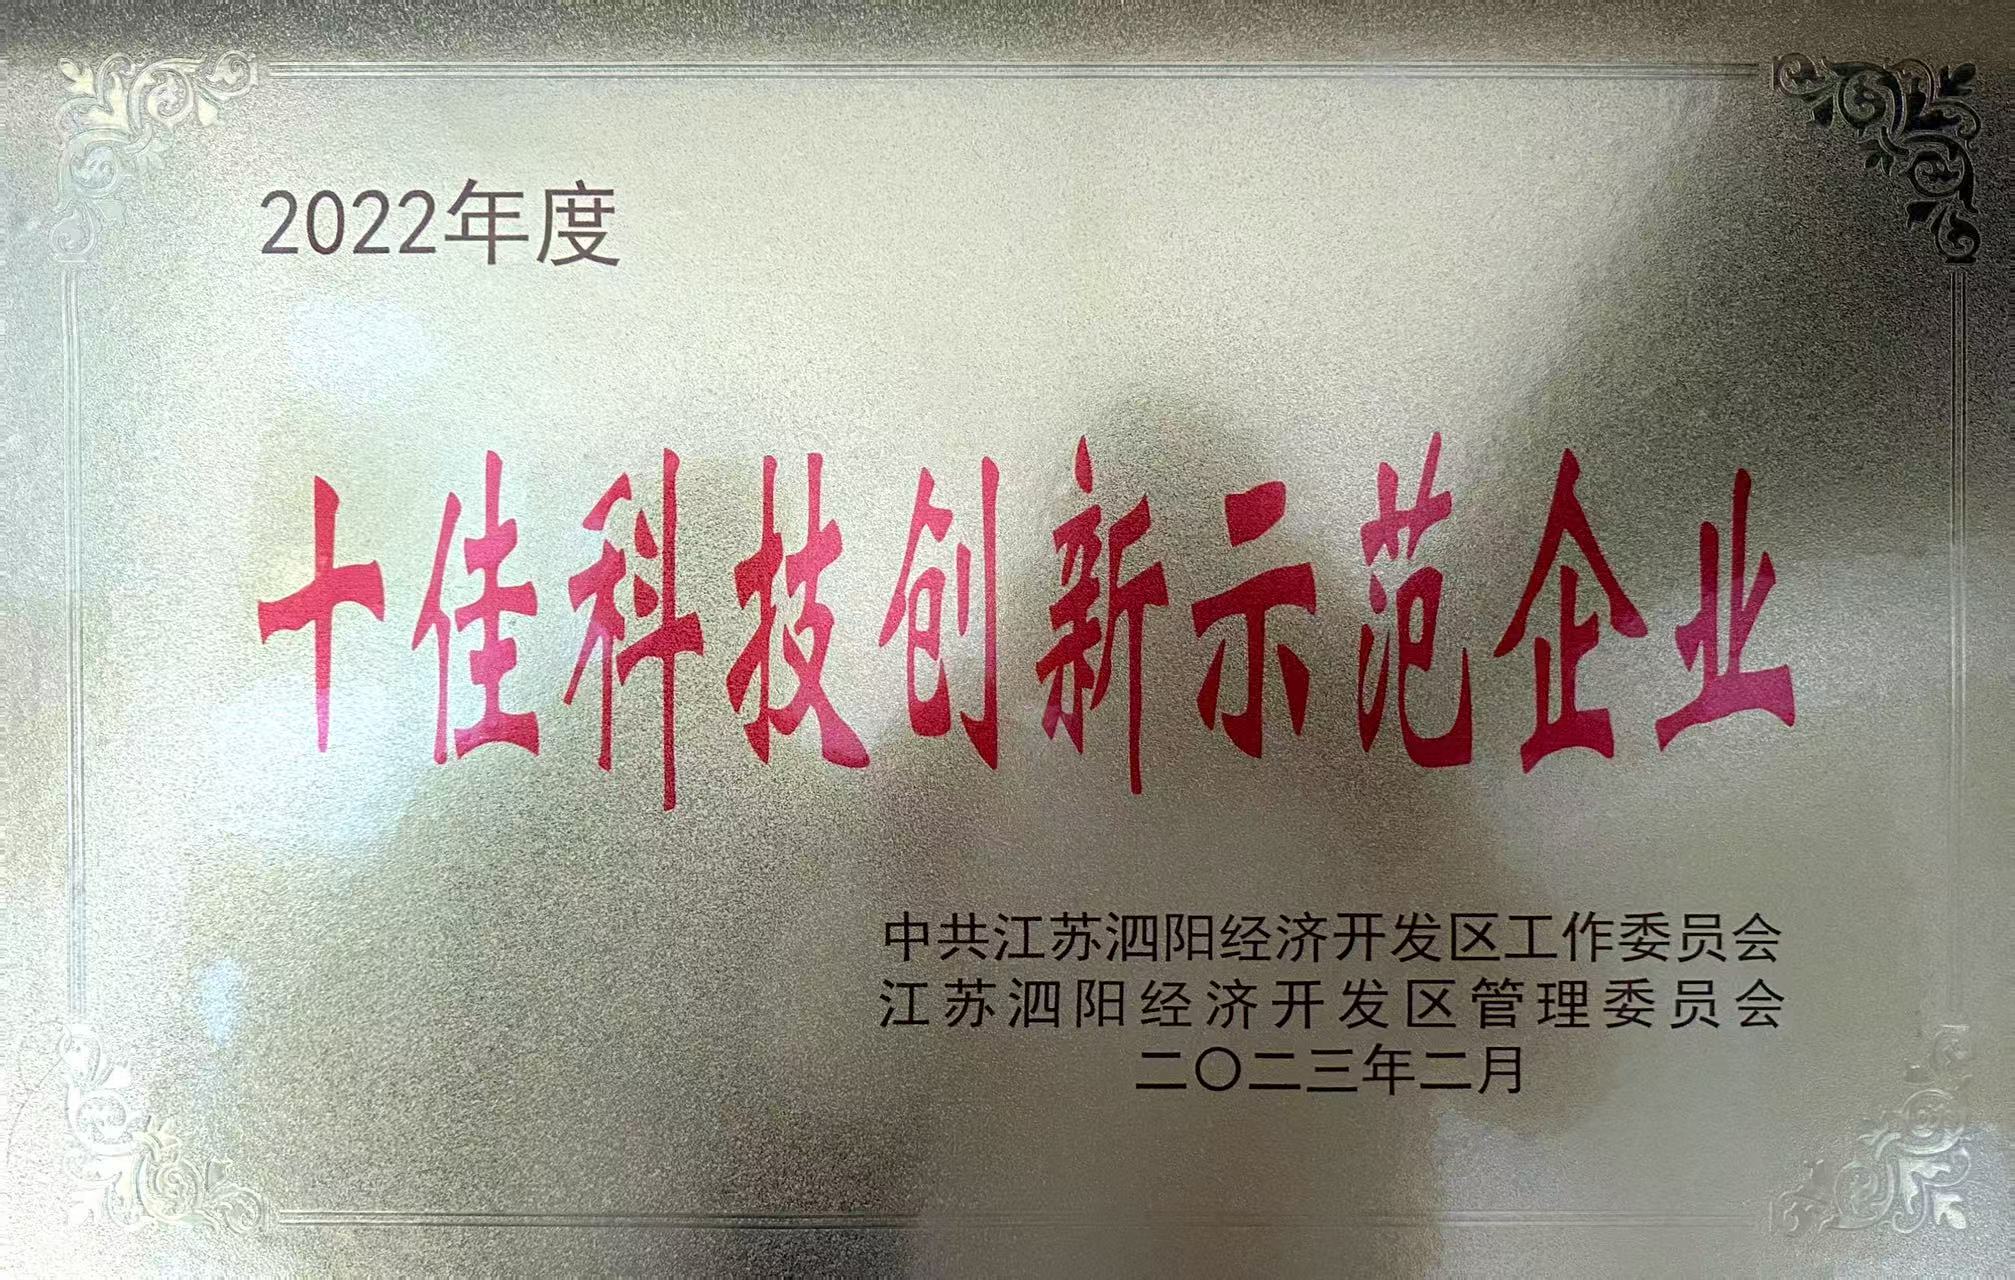 2022年度
十佳科技创新示范企业
中共江苏泗阳经济开发区工作委员会
江苏泗阳经济开发区管理委员会
二〇二三年二月